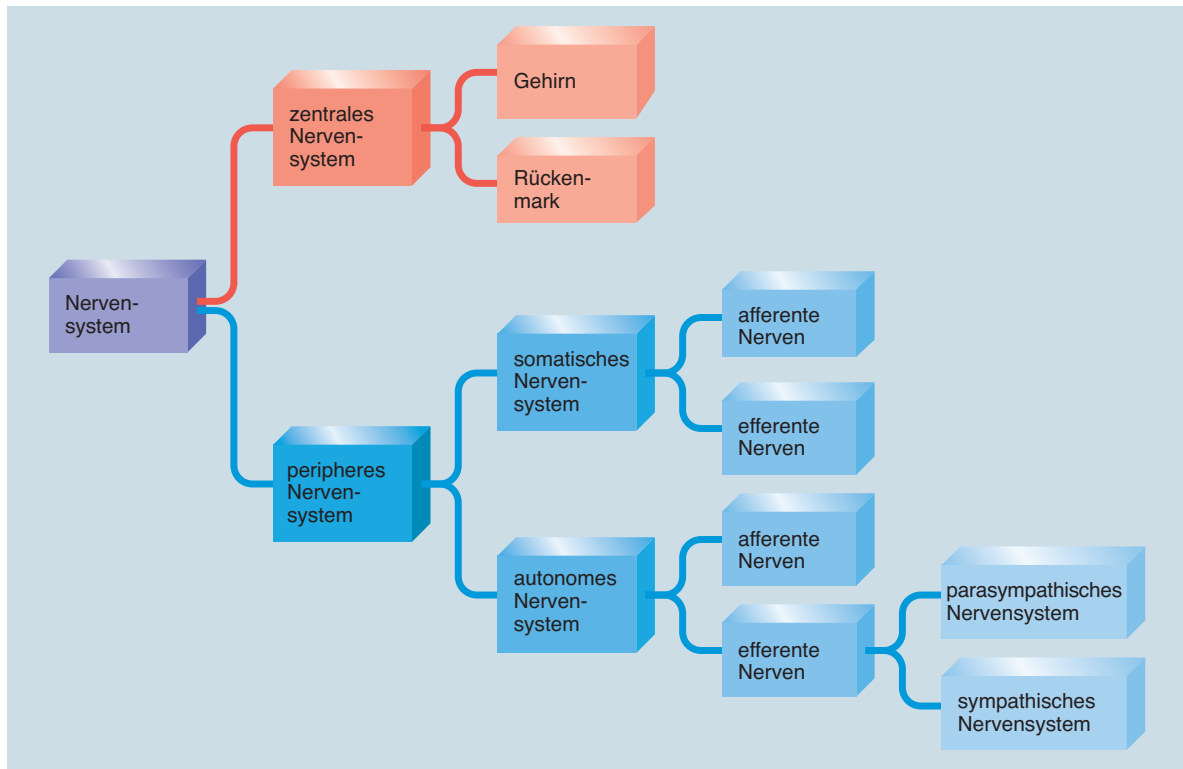 Gehirn
zentrales
Nerven-
system
Rücken-
mark
Nerven-
system
afferente
Nerven
somatisches
Nerven-
system
efferente
Nerven
peripheres
Nerven-
system
afferente
Nerven
autonomes
Nerven-
system
parasympathisches
Nervensystem
efferente
Nerven
sympathisches
Nervensystem